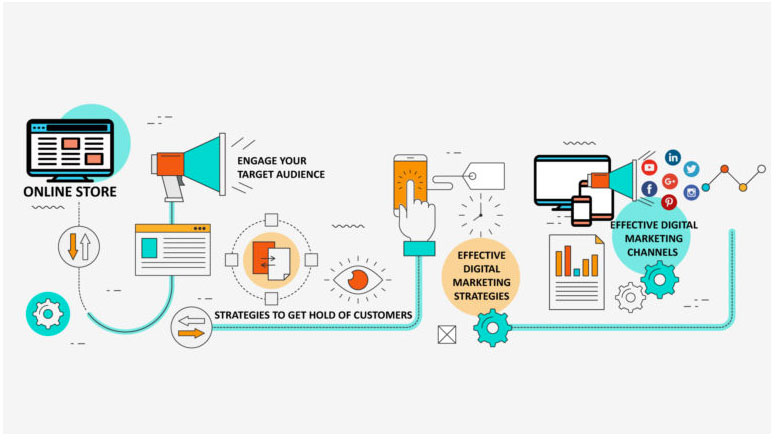 ONLINE STORE
ENGAGE YOUR
TARGET AUDIENCE
STRATEGIES TO GET HOLD OF CUSTOMERS
EFFECTIVE
DIGITAL
MARKETING
STRATEGIES
EFFECTIVE DIGITAL
MARKETING
CHANNELS